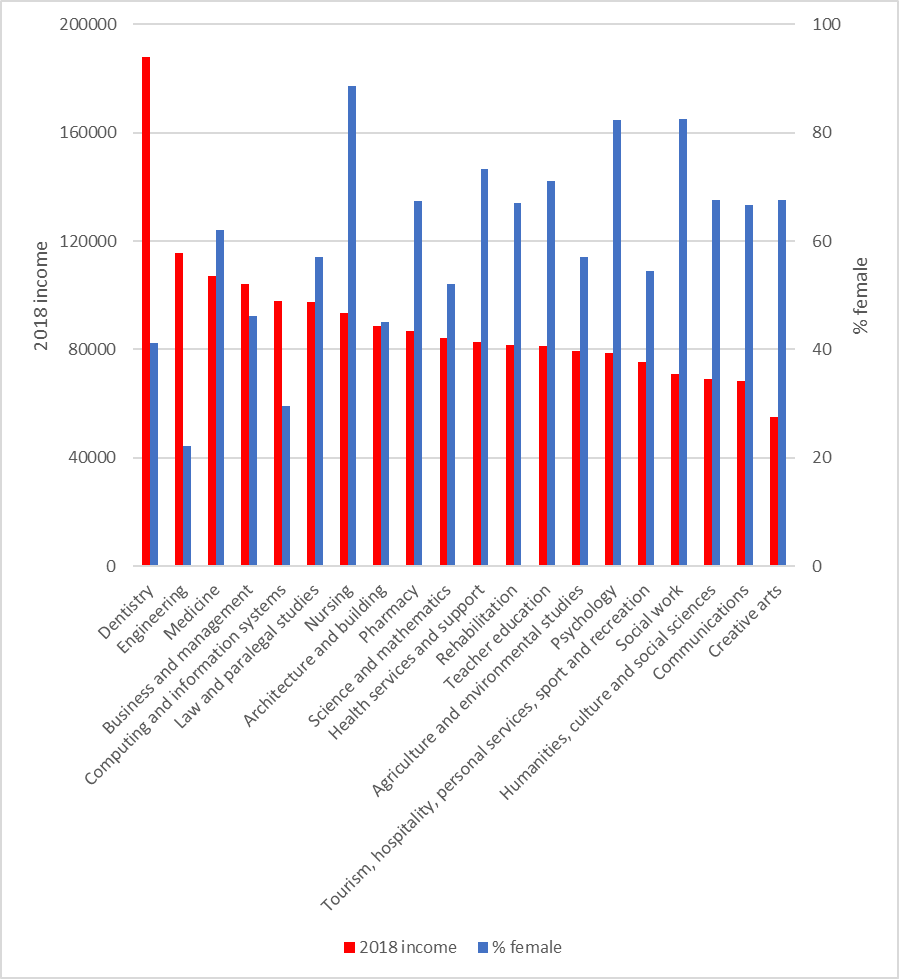 200000
160000
120000
80000
40000
0
2018 income
100
80
60
40
20
0
% female
Dentistry
Engineering
Medicine
Business and management
Computing and information systems
Law and paralegal studies
Nursing
Architecture and building
Pharmacy
Science and mathematics
Health services and support
Rehabilitation
Teacher education
Agriculture and environmental studies
Psychology
Tourism, hospitality, personal services, sport and recreation
Social work
Humanities, culture and social sciences
Communications
Creative arts
2018 income
% female